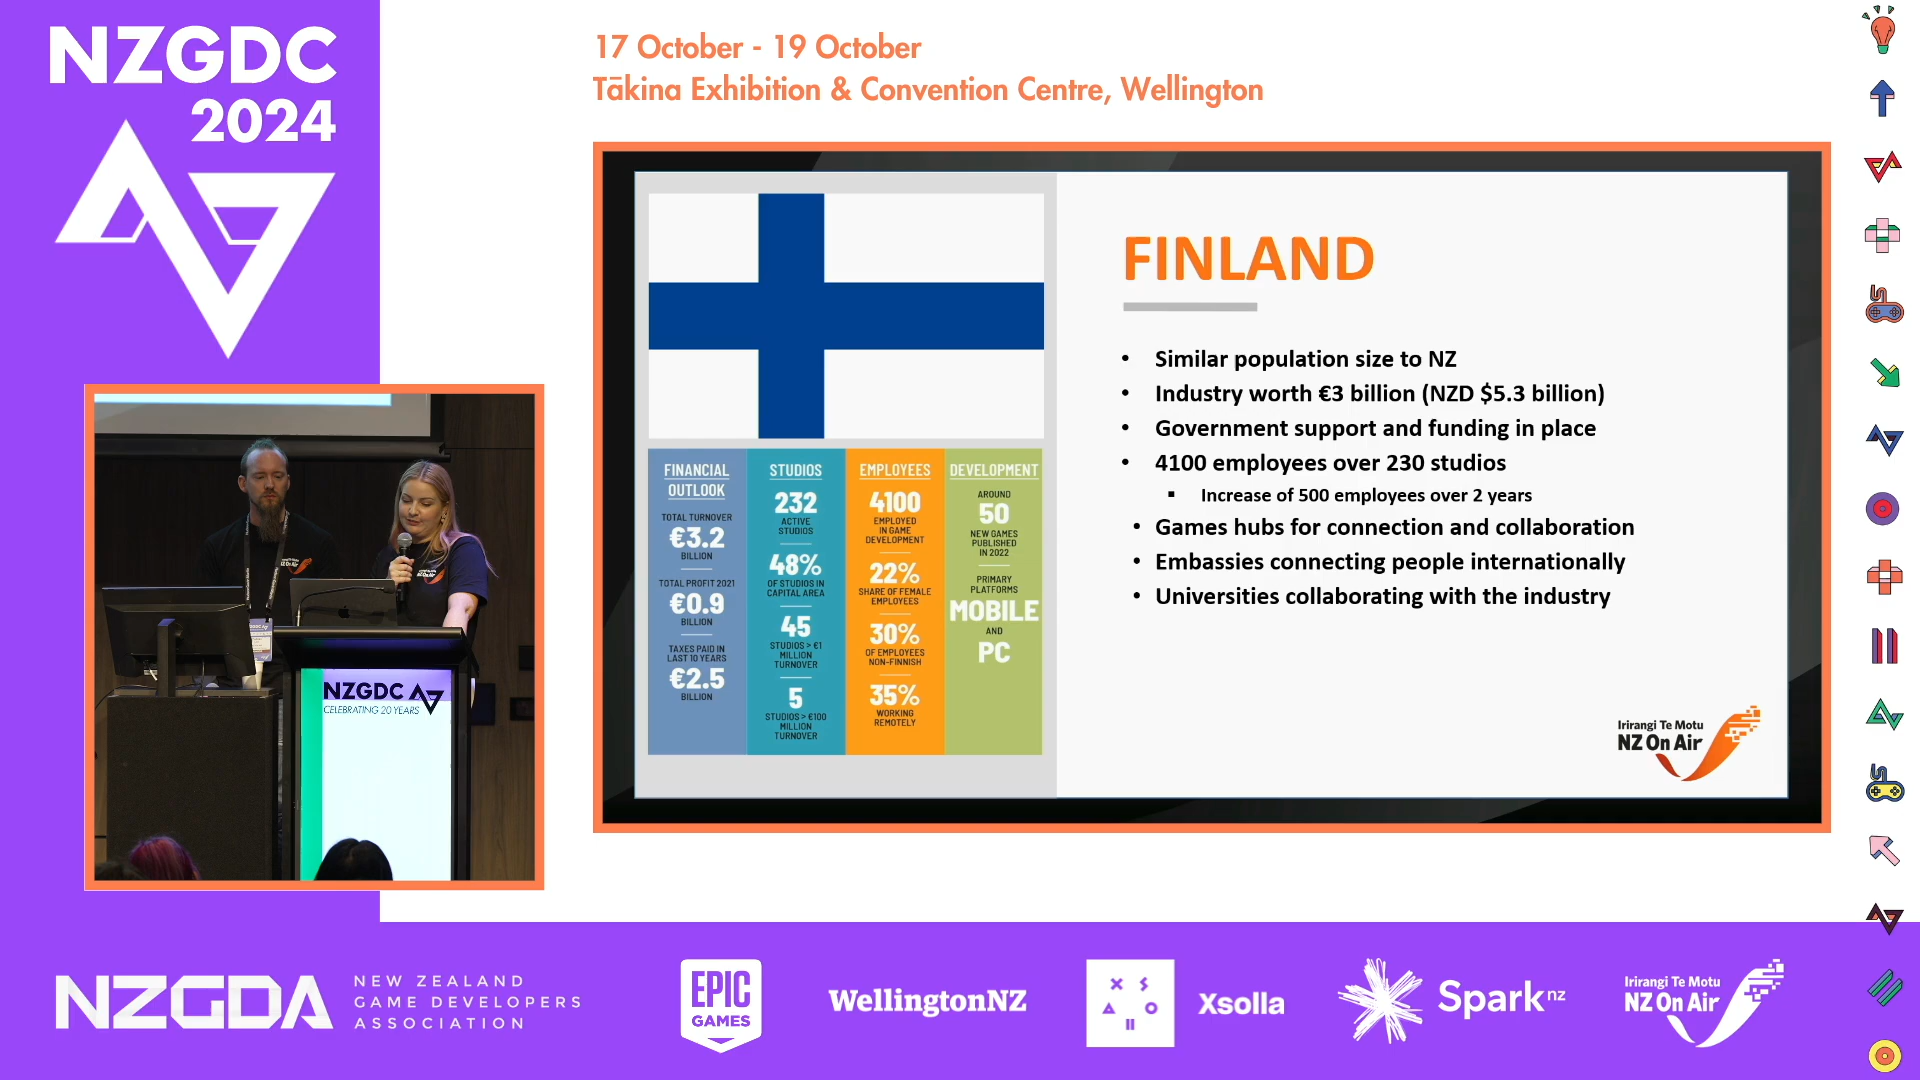 NZGDC
2024
17 October - 19 October
Tākina Exhibition & Convention Centre, Wellington
FINANCIAL
OUTLOOK
TOTAL TURNOVER
€3.2
BILLION
TOTAL PROFIT 2021
€0.9
BILLION
TAXES PAID IN
LAST 10 YEARS
€2.5
BILLION
STUDIOS
232
ACTIVE
STUDIOS
48%
OF STUDIOS IN
CAPITAL AREA
45
STUDIOS > €1
MILLION
TURNOVER
5
STUDIOS > €100
MILLION
TURNOVER
EMPLOYEES
4100
EMPLOYED
IN GAME
DEVELOPMENT
22%
SHARE OF FEMALE
EMPLOYEES
30%
OF EMPLOYEES
NON-FINNISH
35%
WORKING
REMOTELY
DEVELOPMENT
AROUND
50
NEW GAMES
PUBLISHED
IN 2022
PRIMARY
PLATFORMS
MOBILE
AND
PC
FINLAND
• Similar population size to NZ
• Industry worth €3 billion (NZD $5.3 billion)
• Government support and funding in place
• 4100 employees over 230 studios
▪ Increase of 500 employees over 2 years
• Games hubs for connection and collaboration
• Embassies connecting people internationally
• Universities collaborating with the industry
Irirangi Te Motu
NZ On Air
NZ On Air
NZ On Air
NZGDC
CELEBRATING 20 YEARS
NZGDA
NEW ZEALAND
GAME DEVELOPERS
ASSOCIATION
EPIC
GAMES
WellingtonNZ
XSOLLA
Xsolla
Spark nz
Irirangi Te Motu
NZ On Air